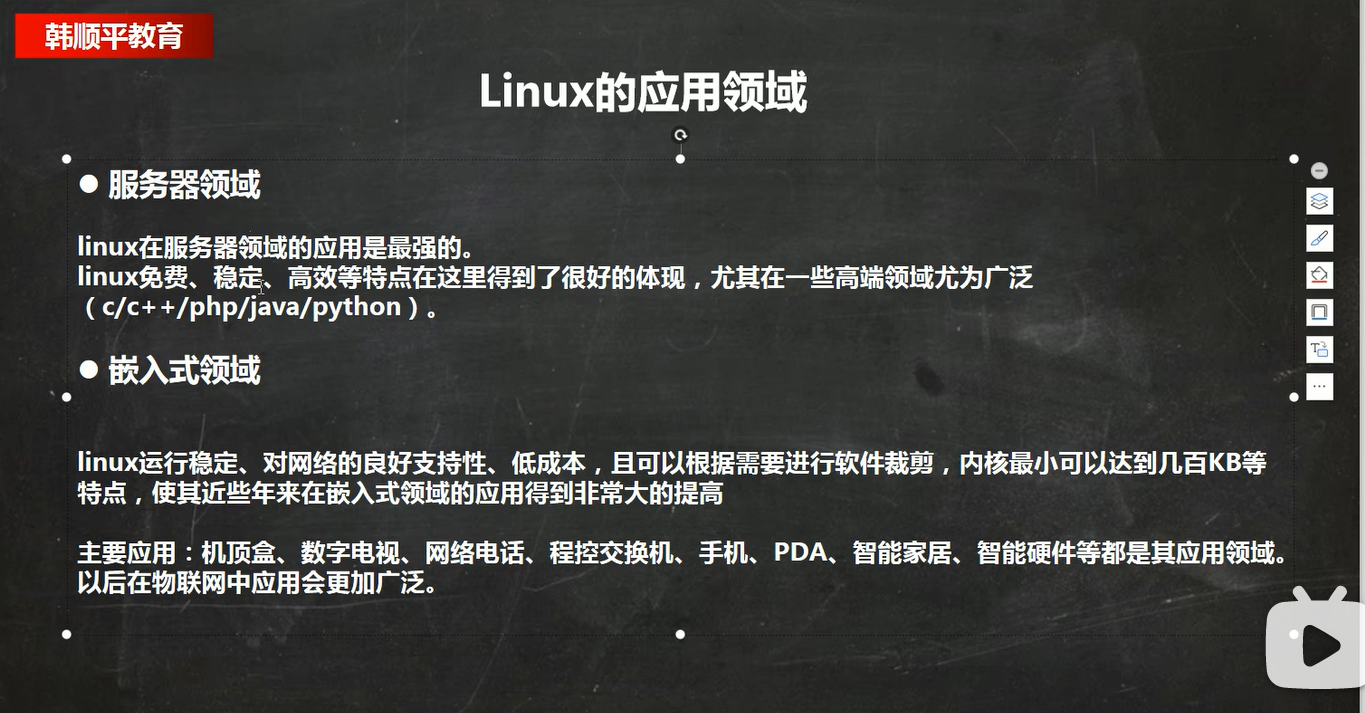 韩顺平教育
Linux的应用领域
● 服务器领域
linux在服务器领域的应用是最强的。
linux免费、稳定、高效等特点在这里得到了很好的体现，尤其在一些高端领域尤为广泛
（c/c++/php/java/python）。
● 嵌入式领域
linux运行稳定、对网络的良好支持性、低成本，且可以根据需要进行软件裁剪，内核最小可以达到几百KB等
特点，使其近些年来在嵌入式领域的应用得到非常大的提高
主要应用：机顶盒、数字电视、网络电话、程控交换机、手机、PDA、智能家居、智能硬件等都是其应用领域。
以后在物联网中应用会更加广泛。